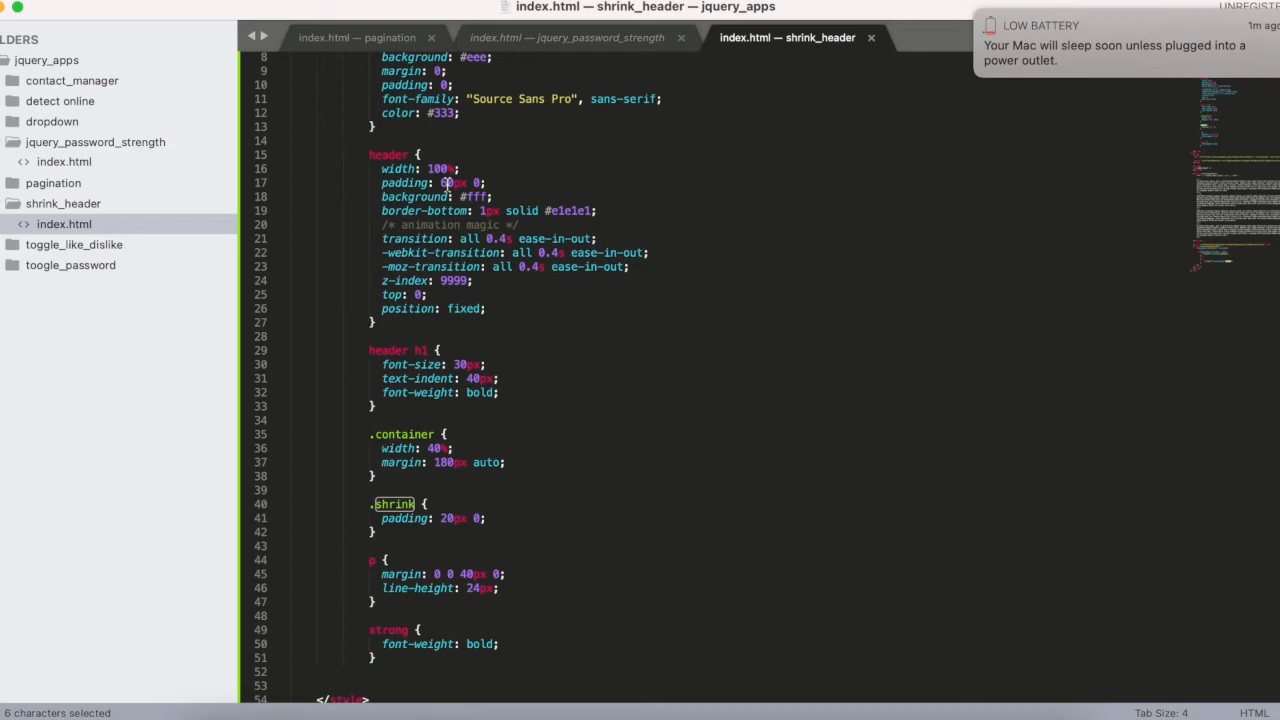 index.html — shrink_header — jquery_apps
LOW BATTERY
1m ago
Your Mac will sleep soon unless plugged into a
power outlet.
index.html — pagination
index.html — jquery_password_strength
index.html — shrink_header
LDERS
jquery_apps
contact_manager
detect online
dropdown
jquery_password_strength
<> index.html
pagination
shrink_header
<> index.html
toggle_like_dislike
toogle_password
8 background: #eee;
9 margin: 0;
10 padding: 0;
11 font-family: "Source Sans Pro", sans-serif;
12 color: #333;
13 }
14
15 header {
16 width: 100%;
17 padding: 60px 0;
18 background: #fff;
19 border-bottom: 1px solid #e1e1e1;
20 /* animation magic */
21 transition: all 0.4s ease-in-out;
22 -webkit-transition: all 0.4s ease-in-out;
23 -moz-transition: all 0.4s ease-in-out;
24 z-index: 9999;
25 top: 0;
26 position: fixed;
27 }
28
29 header h1 {
30 font-size: 30px;
31 text-indent: 40px;
32 font-weight: bold;
33 }
34
35 .container {
36 width: 40%;
37 margin: 180px auto;
38 }
39
40 .shrink {
41 padding: 20px 0;
42 }
43
44 p {
45 margin: 0 0 40px 0;
46 line-height: 24px;
47 }
48
49 strong {
50 font-weight: bold;
51 }
52
53
54 </style>
6 characters selected
Tab Size: 4
HTML